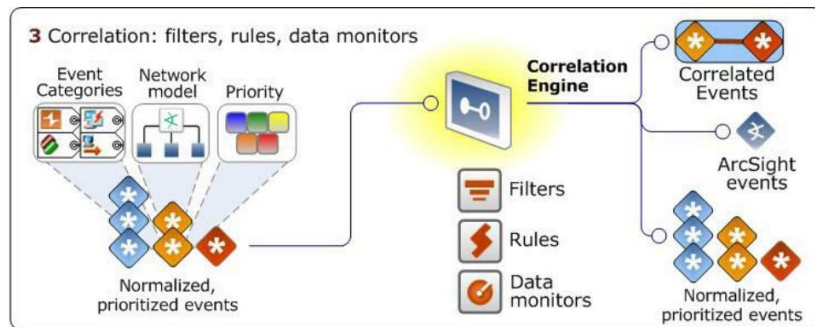 3 Correlation: filters, rules, data monitors
Event
Categories
Network
model
Priority
Normalized,
prioritized events
Correlation
Engine
Filters
Rules
Data
monitors
Correlated
Events
ArcSight
events
Normalized,
prioritized events